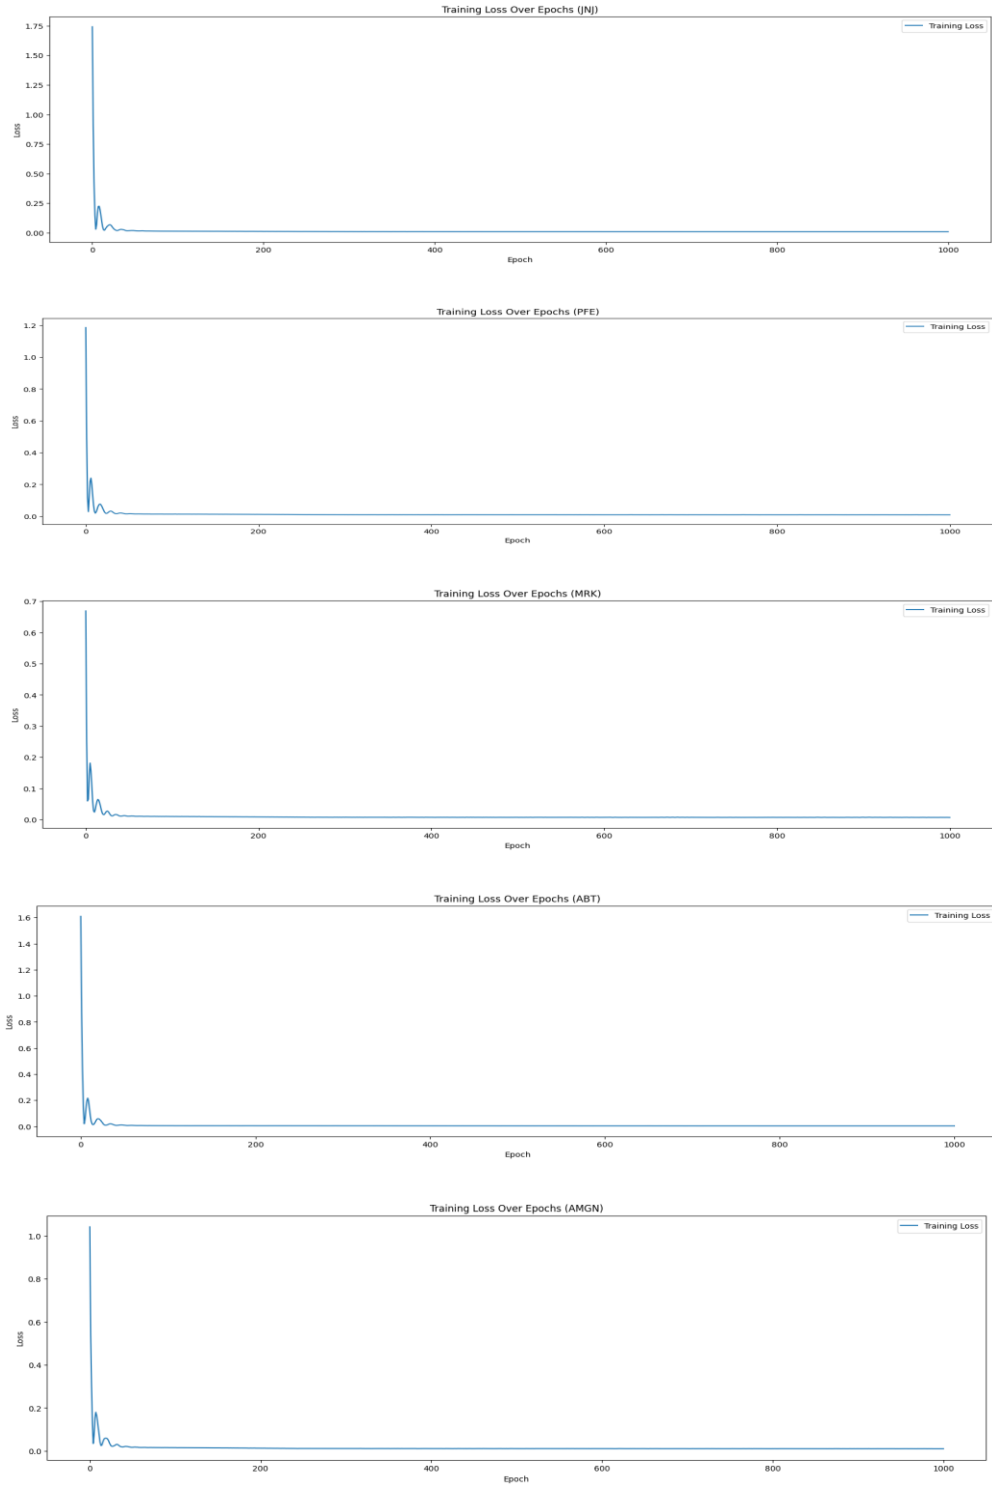 Training Loss Over Epochs (JNJ)
Training Loss
1.75
1.50
1.25
1.00
0.75
0.50
0.25
0.00
Loss
0 200 400 600 800 1000
Epoch
Training Loss Over Epochs (PFE)
Training Loss
1.2
1.0
0.8
0.6
0.4
0.2
0.0
Loss
0 200 400 600 800 1000
Epoch
Training Loss Over Epochs (MRK)
Training Loss
0.7
0.6
0.5
0.4
0.3
0.2
0.1
0.0
Loss
0 200 400 600 800 1000
Epoch
Training Loss Over Epochs (ABT)
Training Loss
1.6
1.4
1.2
1.0
0.8
0.6
0.4
0.2
0.0
Loss
0 200 400 600 800 1000
Epoch
Training Loss Over Epochs (AMGN)
Training Loss
1.0
0.8
0.6
0.4
0.2
0.0
Loss
0 200 400 600 800 1000
Epoch